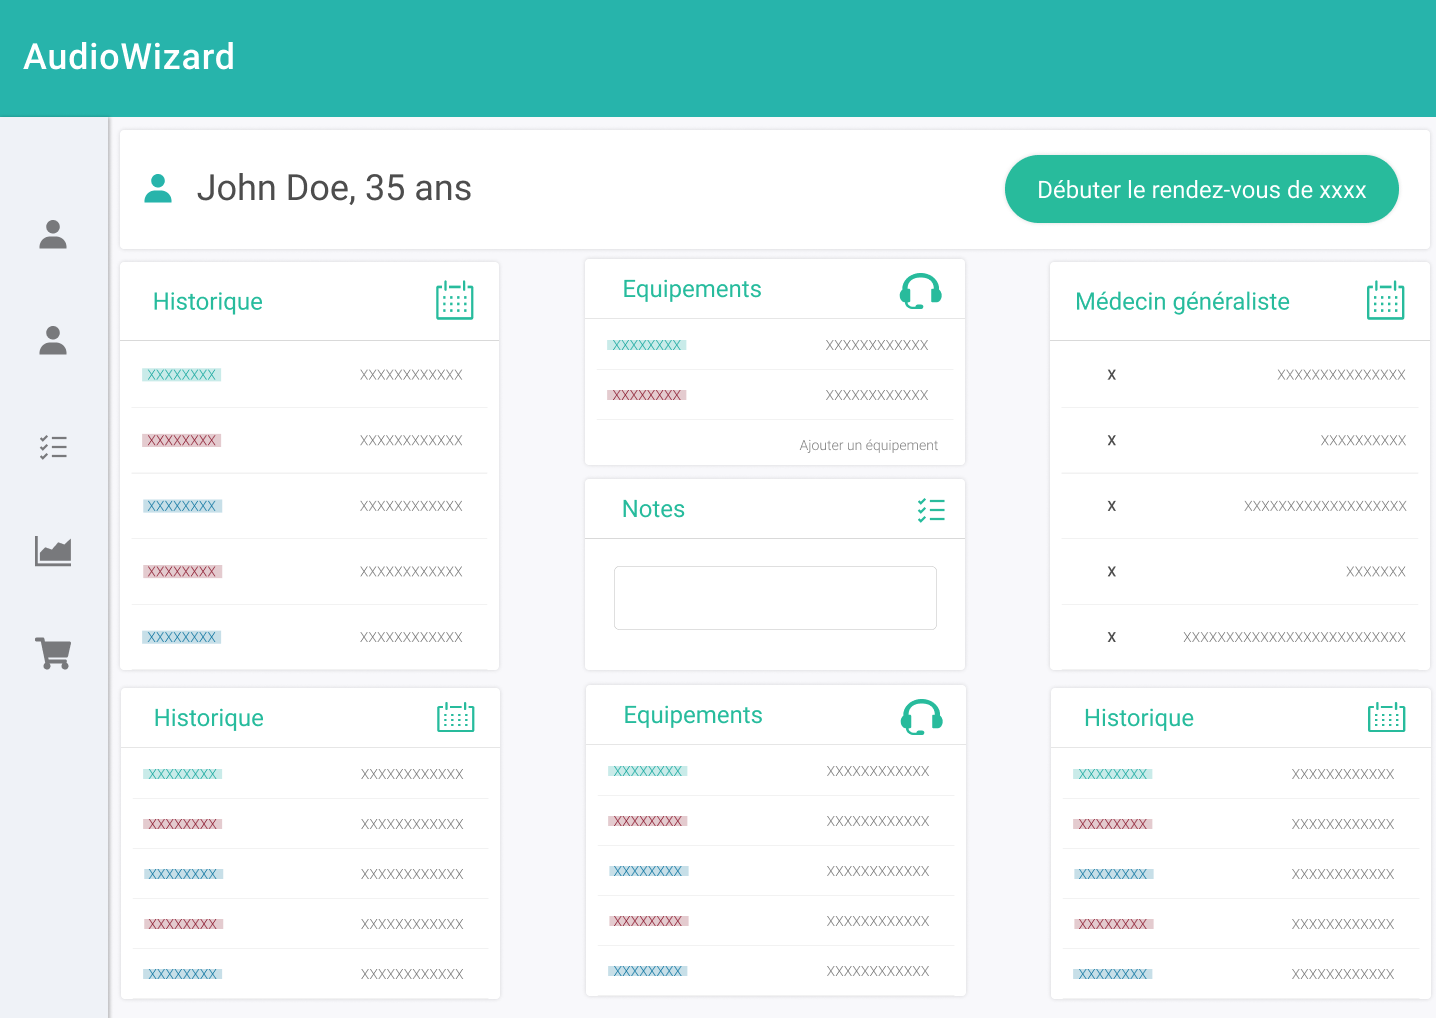 AudioWizard
John Doe, 35 ans
Débuter le rendez-vous de xxxx
Historique
XXXXXXXX XXXXXXXXXXXX
XXXXXXXX XXXXXXXXXXXX
XXXXXXXX XXXXXXXXXXXX
XXXXXXXX XXXXXXXXXXXX
XXXXXXXX XXXXXXXXXXXX
Equipements
XXXXXXXX XXXXXXXXXXXX
XXXXXXXX XXXXXXXXXXXX
Ajouter un équipement
Notes
Médecin généraliste
X XXXXXXXXXXXXXXX
X XXXXXXXXXX
X XXXXXXXXXXXXXXXXXXX
X XXXXXXX
X XXXXXXXXXXXXXXXXXXXXXXXXXX
Historique
XXXXXXXX XXXXXXXXXXXX
XXXXXXXX XXXXXXXXXXXX
XXXXXXXX XXXXXXXXXXXX
XXXXXXXX XXXXXXXXXXXX
XXXXXXXX XXXXXXXXXXXX
Equipements
XXXXXXXX XXXXXXXXXXXX
XXXXXXXX XXXXXXXXXXXX
XXXXXXXX XXXXXXXXXXXX
XXXXXXXX XXXXXXXXXXXX
XXXXXXXX XXXXXXXXXXXX
Historique
XXXXXXXX XXXXXXXXXXXX
XXXXXXXX XXXXXXXXXXXX
XXXXXXXX XXXXXXXXXXXX
XXXXXXXX XXXXXXXXXXXX
XXXXXXXX XXXXXXXXXXXX